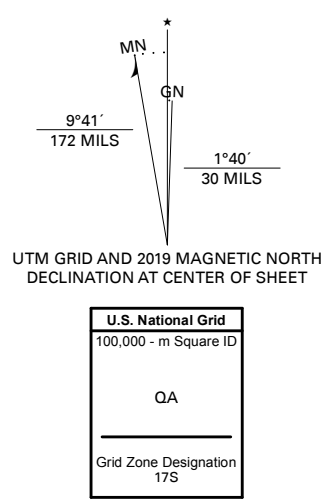 MN
GN
9°41´
172 MILS
1°40´
30 MILS
UTM GRID AND 2019 MAGNETIC NORTH
DECLINATION AT CENTER OF SHEET
U.S. National Grid
100,000 - m Square ID
QA
Grid Zone Designation
17S